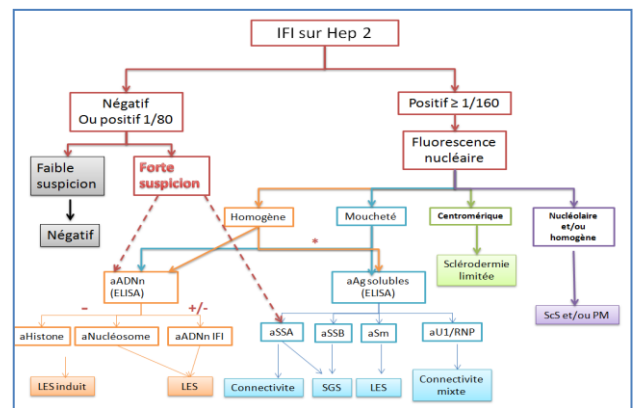 IFI sur Hep 2
Négatif
Ou positif 1/80
Positif ≥ 1/160
Fluorescence
nucléaire
Faible
suspicion
Forte
suspicion
Négatif
Homogène
Moucheté
Centromérique
Nucléolaire
et/ou
homogène
*
Sclérodermie
limitée
ScS et/ou PM
aADNn
(ELISA)
aAg solubles
(ELISA)
–
+/-
aHistone
aNucléosome
aADNn IFI
aSSA
aSSB
aSm
aU1/RNP
LES induit
LES
Connectivite
SGS
LES
Connectivite
mixte